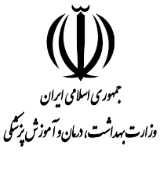 جمهوری اسلامی ایران
وزارت بهداشت، درمان و آموزش پزشکی